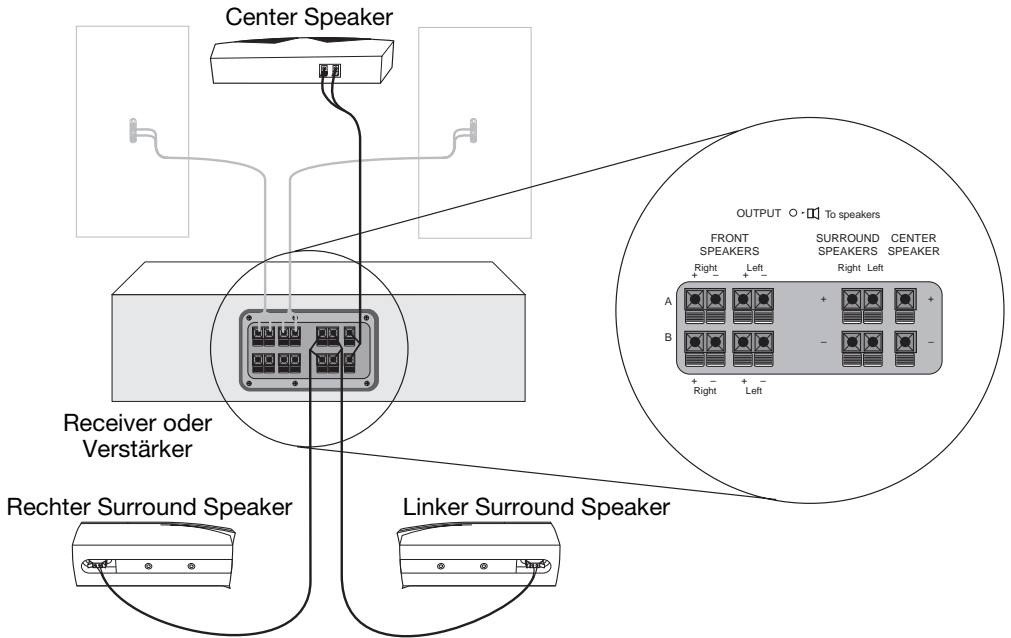 Center Speaker
OUTPUT To speakers
FRONT SPEAKERS
SURROUND SPEAKERS
CENTER SPEAKER
Right Left
Right Left
+ – + –
A
+ +
B
– –
+ – + –
Right Left
Receiver oder
Verstärker
Rechter Surround Speaker
Linker Surround Speaker